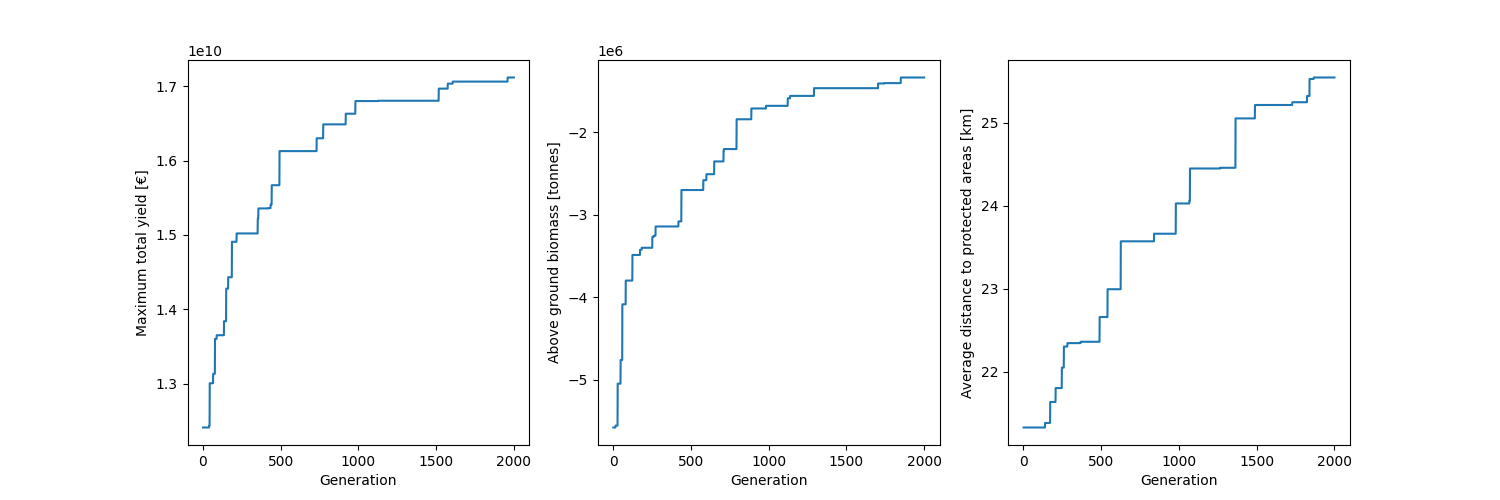 1e10
1.7
1.6
1.5
1.4
1.3
Maximum total yield [€]
0 500 1000 1500 2000
Generation
1e6
−2
−3
−4
−5
Above ground biomass [tonnes]
0 500 1000 1500 2000
Generation
25
24
23
22
Average distance to protected areas [km]
0 500 1000 1500 2000
Generation